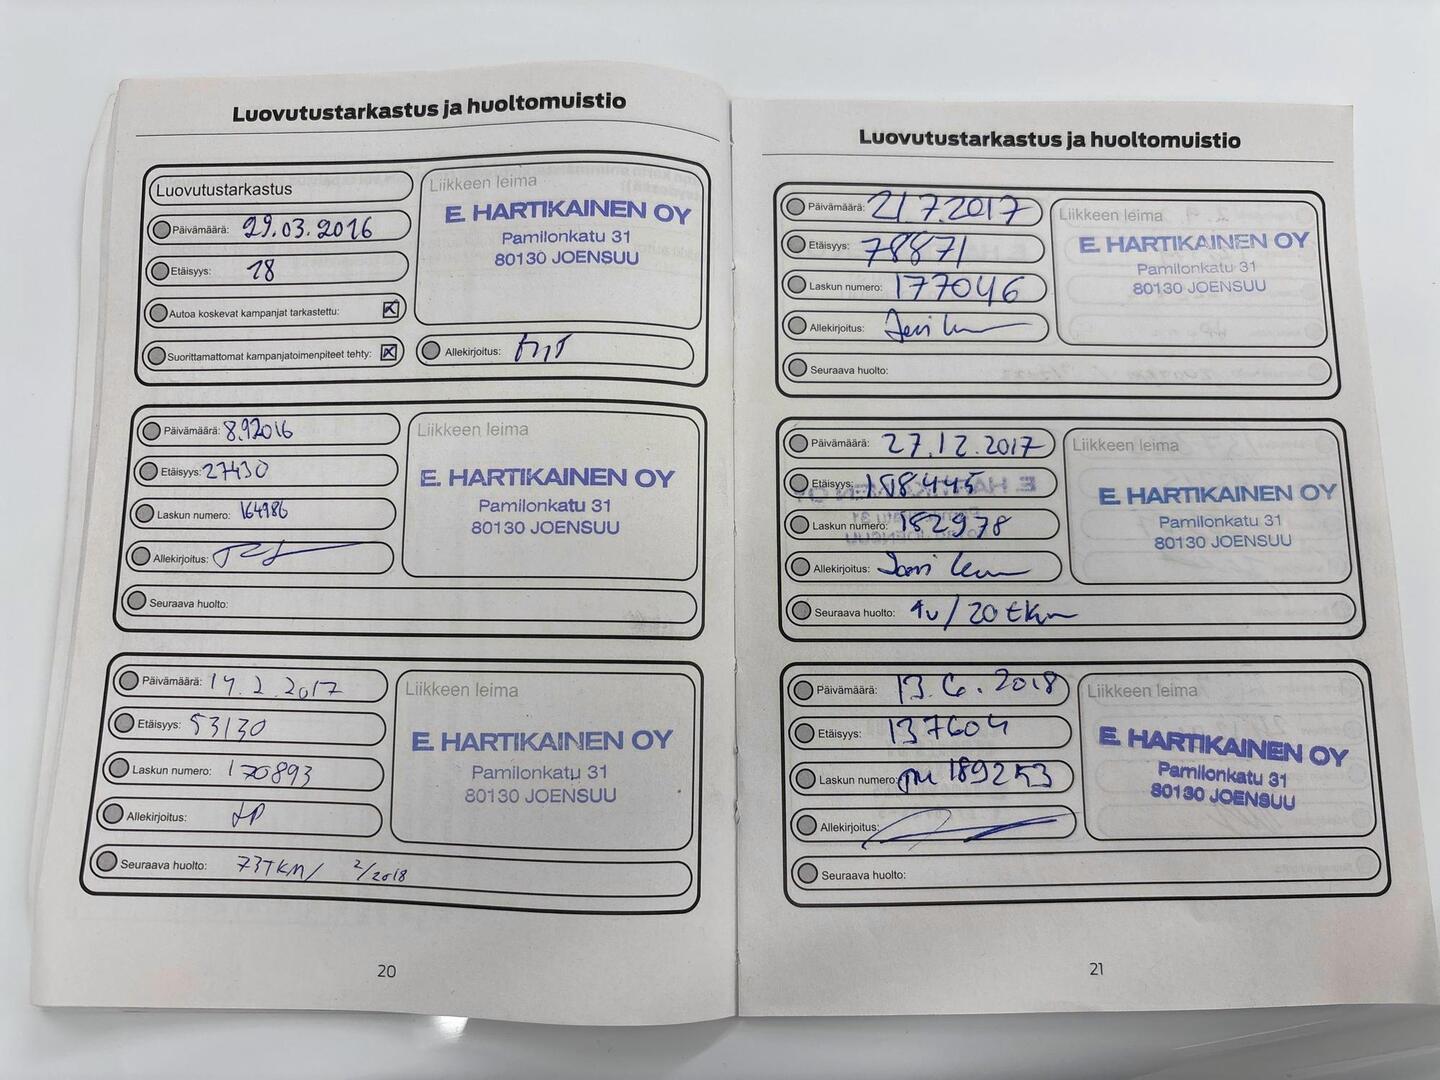 Luovutustarkastus ja huoltomuistio
Luovutustarkastus
Päivämäärä: 29.03.2016
Etäisyys: 18
Autoa koskevat kampanjat tarkastettu:
Suorittamattomat kampanjatoimenpiteet tehty:
Liikkeen leima
E. HARTIKAINEN OY
Pamilonkatu 31
80130 JOENSUU
Allekirjoitus:
Päivämäärä: 8.9.2016
Etäisyys: 27430
Laskun numero: 164986
Allekirjoitus:
Seuraava huolto:
Liikkeen leima
E. HARTIKAINEN OY
Pamilonkatu 31
80130 JOENSUU
Päivämäärä: 14.2.2017
Etäisyys: 53130
Laskun numero: 170893
Allekirjoitus:
Seuraava huolto: 73TKM/ 2/2018
Liikkeen leima
E. HARTIKAINEN OY
Pamilonkatu 31
80130 JOENSUU
20
Luovutustarkastus ja huoltomuistio
Päivämäärä: 21.7.2017
Etäisyys: 78871
Laskun numero: 177046
Allekirjoitus:
Seuraava huolto:
Liikkeen leima
E. HARTIKAINEN OY
Pamilonkatu 31
80130 JOENSUU
Päivämäärä: 27.12.2017
Etäisyys: 108445
Laskun numero: 182978
Allekirjoitus:
Seuraava huolto: 1v/20tkm
Liikkeen leima
E. HARTIKAINEN OY
Pamilonkatu 31
80130 JOENSUU
Päivämäärä: 13.6.2018
Etäisyys: 137604
Laskun numero: 189253
Allekirjoitus:
Seuraava huolto:
Liikkeen leima
E. HARTIKAINEN OY
Pamilonkatu 31
80130 JOENSUU
21